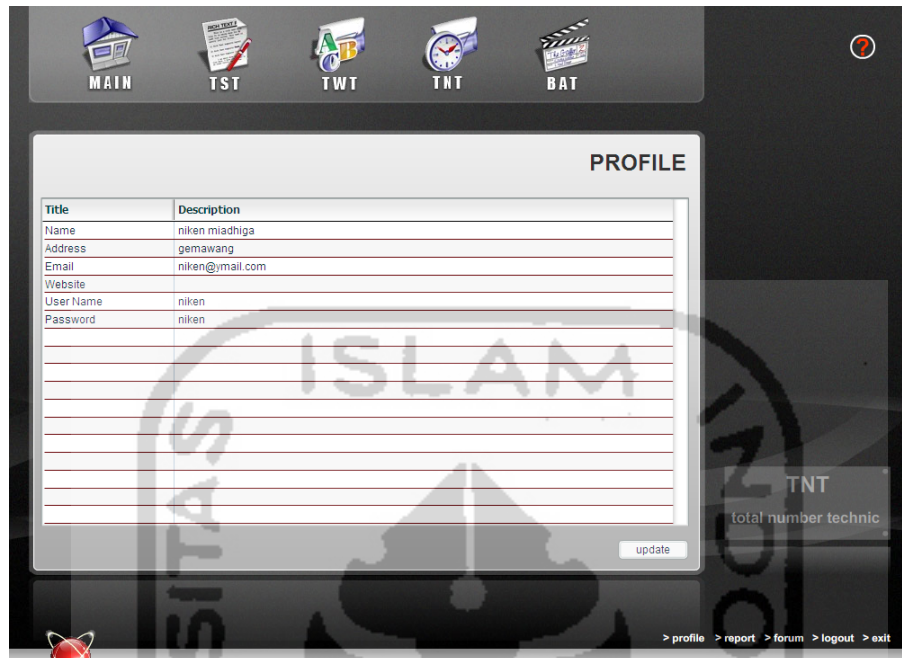 MAIN TST TWT TNT BAT
?
PROFILE
Title Description
Name niken miadhiga
Address gemawang
Email niken@ymail.com
Website
User Name niken
Password niken
ISLAM
SITAS
TNT
total number technic
update
> profile > report > forum > logout > exit